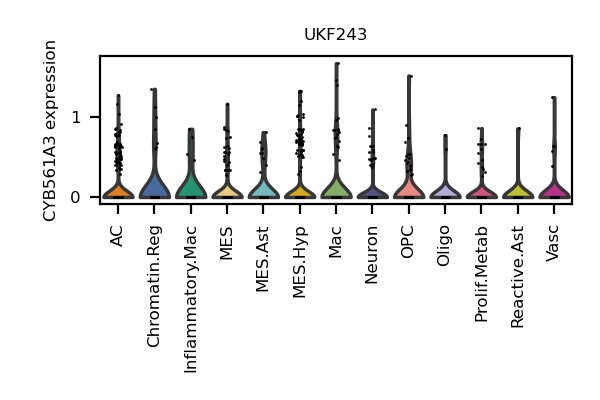 UKF243
CYB561A3 expression
1
0
AC
Chromatin.Reg
Inflammatory.Mac
MES
MES.Ast
MES.Hyp
Mac
Neuron
OPC
Oligo
Prolif.Metab
Reactive.Ast
Vasc